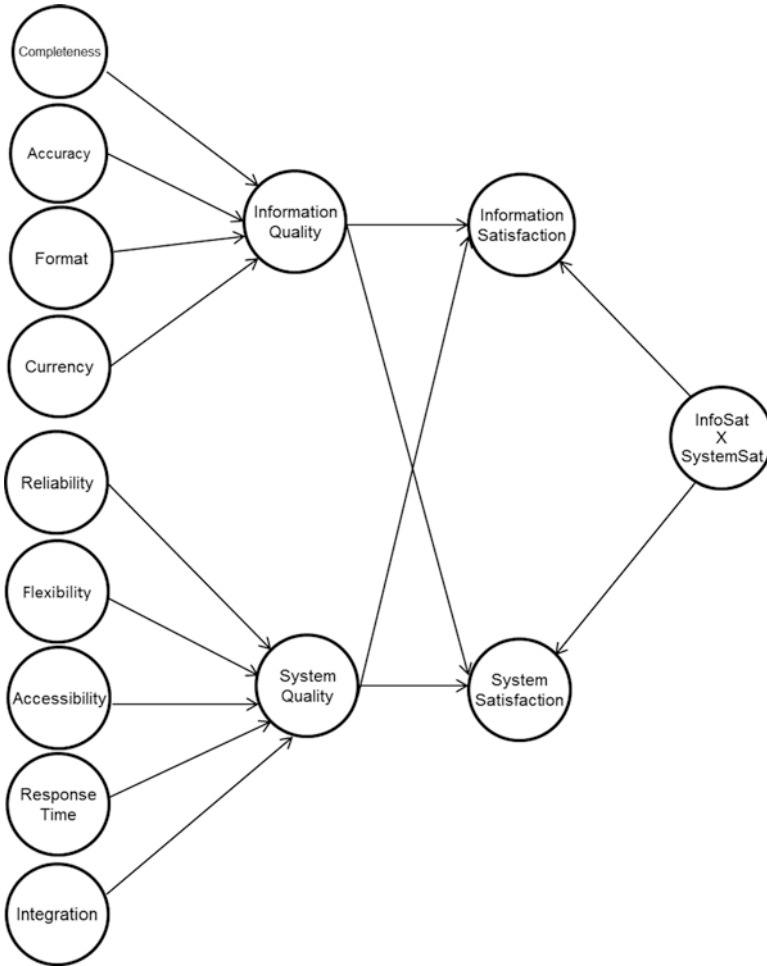 Completeness
Accuracy
Format
Currency
Reliability
Flexibility
Accessibility
Response
Time
Integration
Information
Quality
System
Quality
Information
Satisfaction
System
Satisfaction
InfoSat
X
SystemSat